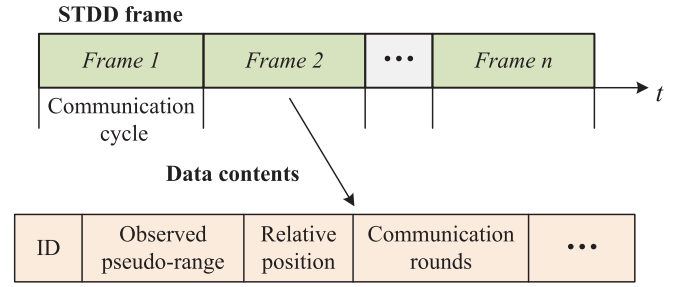 STDD frame
Frame 1
Frame 2
•••
Frame n
t
Communication
cycle
Data contents
ID
Observed
pseudo-range
Relative
position
Communication
rounds
•••